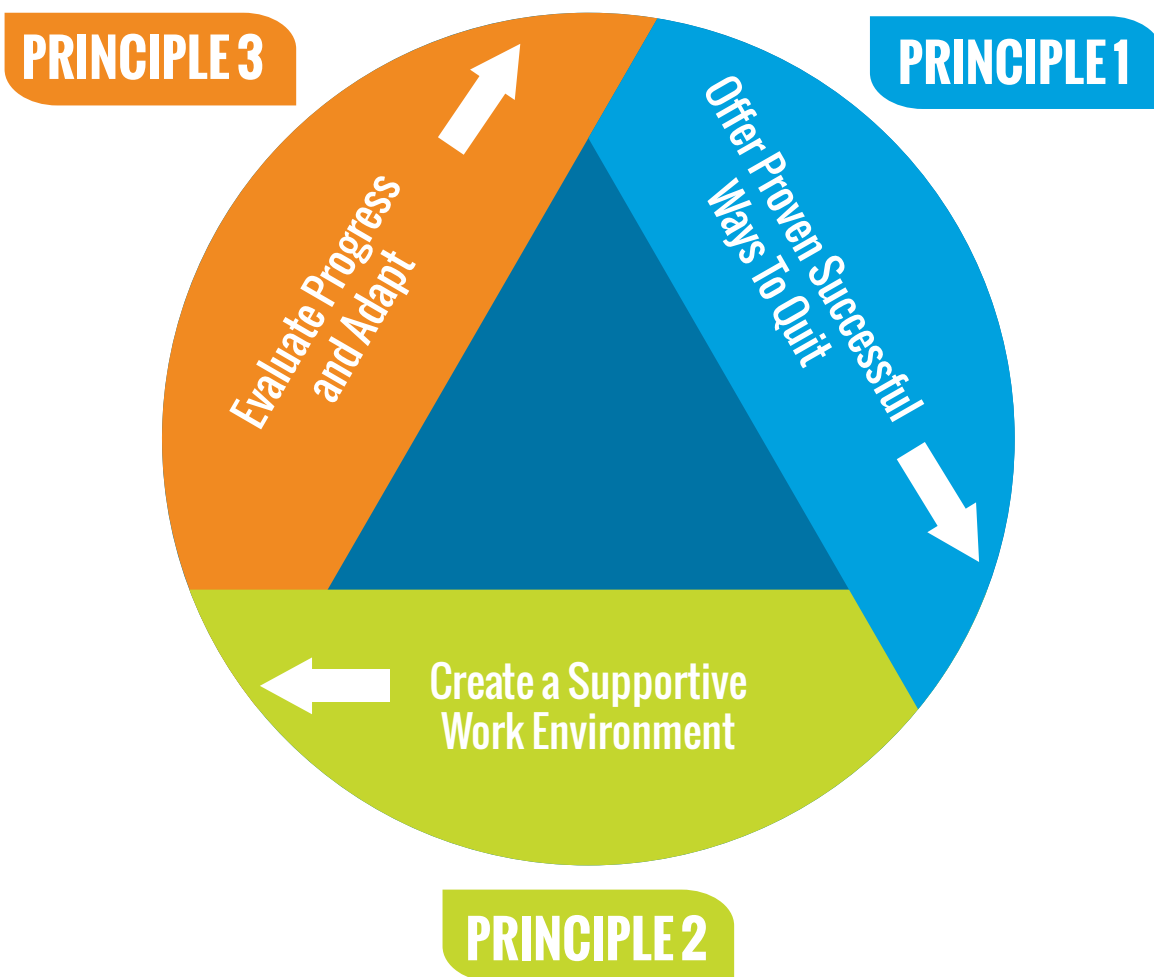 PRINCIPLE 3
PRINCIPLE 1
Offer Proven Successful
Ways To Quit
Evaluate Progress
and Adapt
Create a Supportive
Work Environment
PRINCIPLE 2